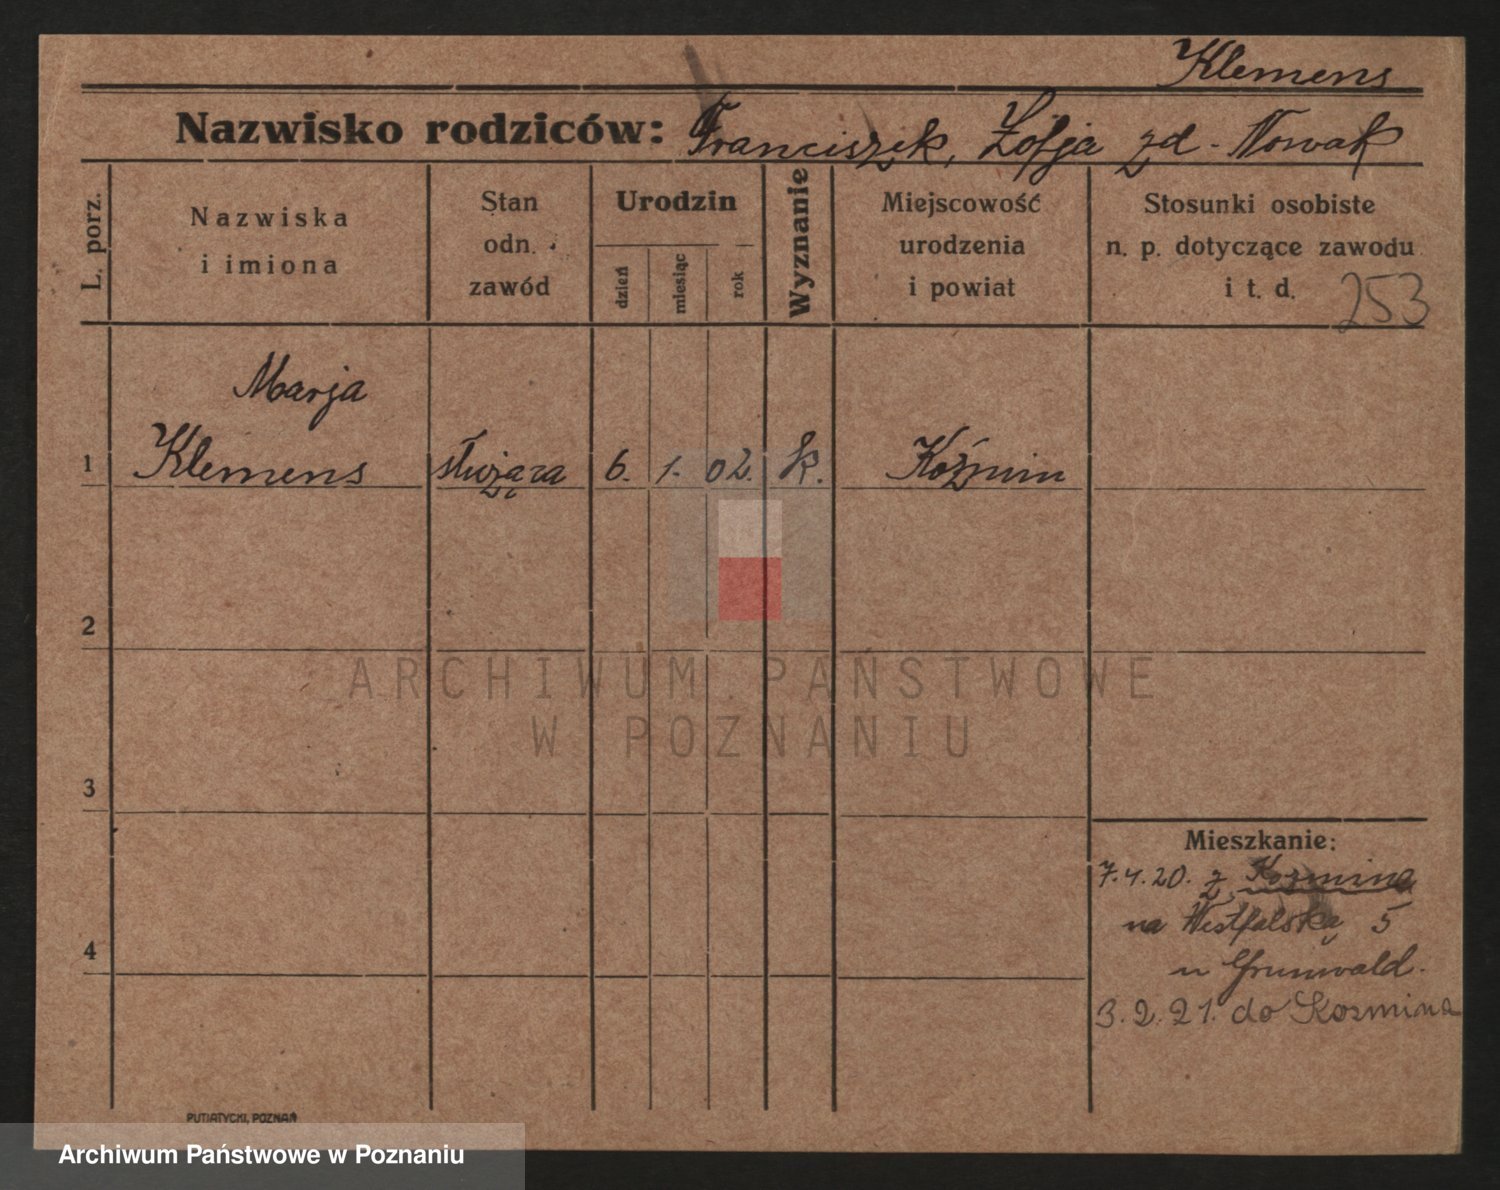 Klemens
Nazwisko rodziców: Franciszek, Zofja zd. Nowak
L. porz.
Nazwiska
i imiona
Stan
odn.
zawód
Urodzin
dzień
miesiąc
rok
Wyznanie
Miejscowość
urodzenia
i powiat
Stosunki osobiste
n. p. dotyczące zawodu
i t. d.
253
Marja
1 Klemens służąca 6. 1. 02. k. Koźmin
2
ARCHIWUM PAŃSTWOWE
W POZNANIU
3
Mieszkanie:
7.4.20. z Kozmina
na Westfalską 5
4
u Grunwald.
3.2.21. do Kozmina
PUTIATYCKI, POZNAŃ
Archiwum Państwowe w Poznaniu